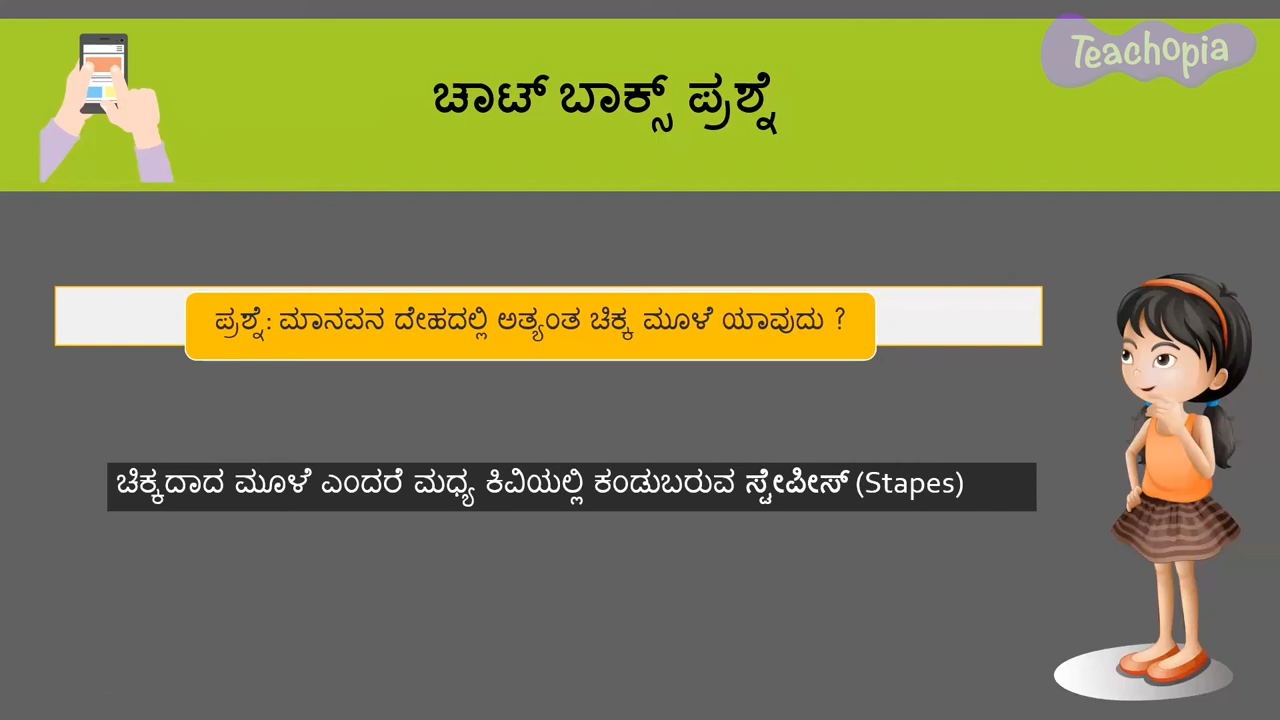 Teachopia
ಚಾಟ್ ಬಾಕ್ಸ್ ಪ್ರಶ್ನೆ
ಪ್ರಶ್ನೆ: ಮಾನವನ ದೇಹದಲ್ಲಿ ಅತ್ಯಂತ ಚಿಕ್ಕ ಮೂಳೆ ಯಾವುದು ?
ಚಿಕ್ಕದಾದ ಮೂಳೆ ಎಂದರೆ ಮಧ್ಯ ಕಿವಿಯಲ್ಲಿ ಕಂಡುಬರುವ ಸ್ಟೇಪೀಸ್ (Stapes)